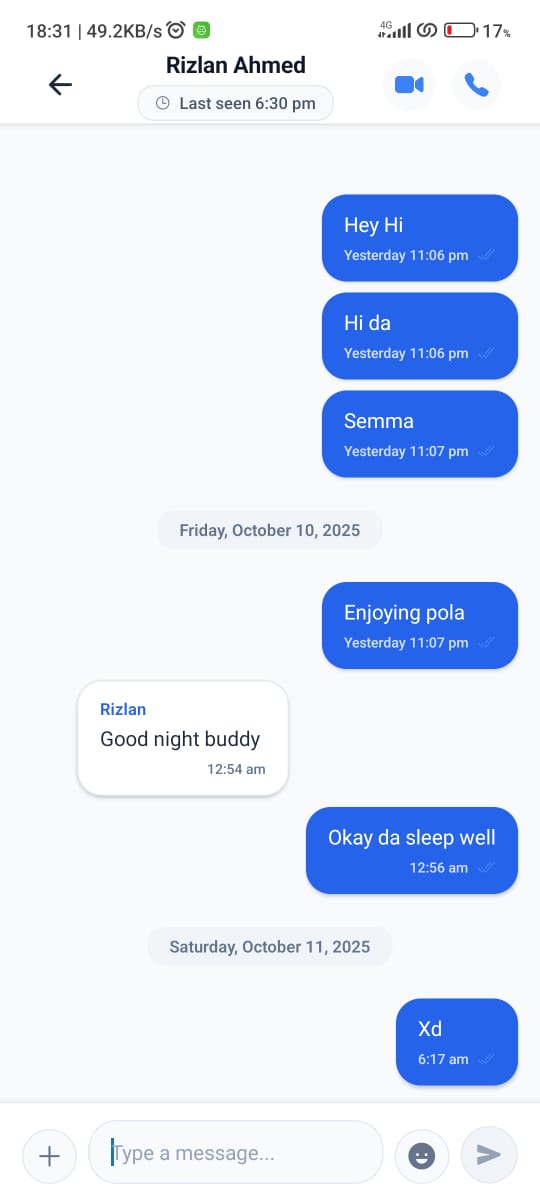 18:31 | 49.2KB/s 4G 17%
Rizlan Ahmed
Last seen 6:30 pm
Hey Hi
Yesterday 11:06 pm
Hi da
Yesterday 11:06 pm
Semma
Yesterday 11:07 pm
Friday, October 10, 2025
Enjoying pola
Yesterday 11:07 pm
Rizlan
Good night buddy
12:54 am
Okay da sleep well
12:56 am
Saturday, October 11, 2025
Xd
6:17 am
Type a message...